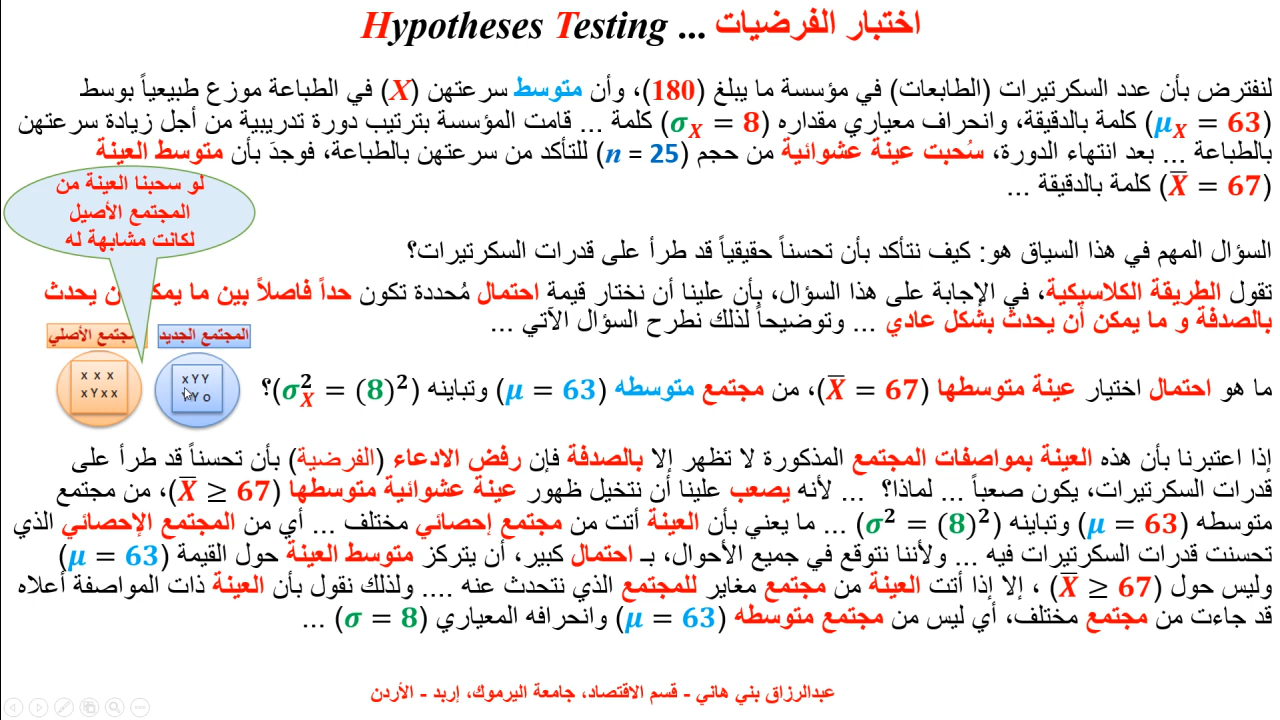 اختبار الفرضيات ... Hypotheses Testing
لنفترض بأن عدد السكرتيرات (الطابعات) في مؤسسة ما يبلغ (180)، وأن متوسط سرعتهن (X) في الطباعة موزع طبيعياً بوسط
(μ_X = 63) كلمة بالدقيقة، وانحراف معياري مقداره (σ_X = 8) كلمة ... قامت المؤسسة بترتيب دورة تدريبية من أجل زيادة سرعتهن
بالطباعة ... بعد انتهاء الدورة، سُحبت عينة عشوائية من حجم (n = 25) للتأكد من سرعتهن بالطباعة، فوجدَ بأن متوسط العينة
(X̅ = 67) كلمة بالدقيقة ...
لو سحبنا العينة من
المجتمع الأصيل
لكانت مشابهة له
السؤال المهم في هذا السياق هو: كيف نتأكد بأن تحسناً حقيقياً قد طرأ على قدرات السكرتيرات؟
تقول الطريقة الكلاسيكية، في الإجابة على هذا السؤال، بأن علينا أن نختار قيمة احتمال مُحددة تكون حداً فاصلاً بين ما يمكن أن يحدث
بالصدفة و ما يمكن أن يحدث بشكل عادي ... وتوضيحاً لذلك نطرح السؤال الآتي ...
المجتمع الجديد
المجتمع الأصلي
x Y Y
Y o
x x x
x Y x x
ما هو احتمال اختيار عينة متوسطها (X̅ = 67)، من مجتمع متوسطه (μ = 63) وتباينه (σ²_X = (8)²)؟
إذا اعتبرنا بأن هذه العينة بمواصفات المجتمع المذكورة لا تظهر إلا بالصدفة فإن رفض الادعاء (الفرضية) بأن تحسناً قد طرأ على
قدرات السكرتيرات، يكون صعباً ... لماذا؟ ... لأنه يصعب علينا أن نتخيل ظهور عينة عشوائية متوسطها (X̅ ≥ 67)، من مجتمع
متوسطه (μ = 63) وتباينه (σ² = (8)²) ... ما يعني بأن العينة أتت من مجتمع إحصائي مختلف ... أي من المجتمع الإحصائي الذي
تحسنت قدرات السكرتيرات فيه ... ولأننا نتوقع في جميع الأحوال، بـ احتمال كبير، أن يتركز متوسط العينة حول القيمة (μ = 63)
وليس حول (X̅ ≥ 67) ، إلا إذا أتت العينة من مجتمع مغاير للمجتمع الذي نتحدث عنه .... ولذلك نقول بأن العينة ذات المواصفة أعلاه
قد جاءت من مجتمع مختلف، أي ليس من مجتمع متوسطه (μ = 63) وانحرافه المعياري (σ = 8) ...
عبدالرزاق بني هاني - قسم الاقتصاد، جامعة اليرموك، إربد - الأردن